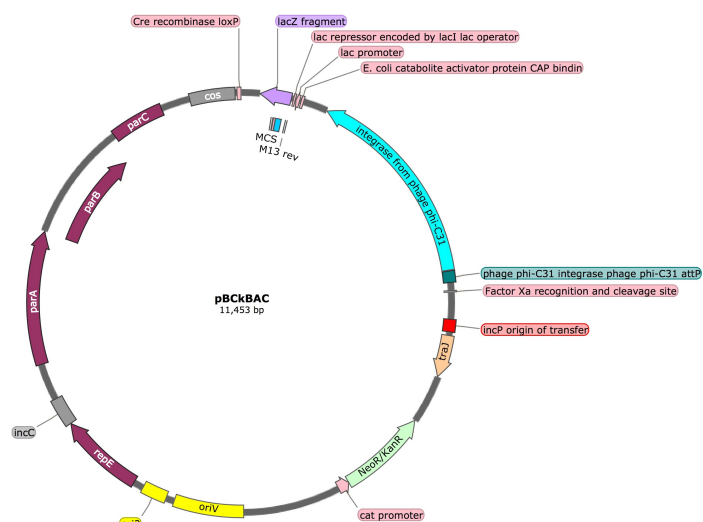 Cre recombinase loxP
lacZ fragment
lac repressor encoded by lacI lac operator
lac promoter
E. coli catabolite activator protein CAP bindin
cos
parC
MCS
M13 rev
integrase from phage phi-C31
parB
phage phi-C31 integrase phage phi-C31 attP
Factor Xa recognition and cleavage site
pBCkBAC
11,453 bp
parA
incP origin of transfer
traJ
incC
repE
NeoR/KanR
oriV
cat promoter